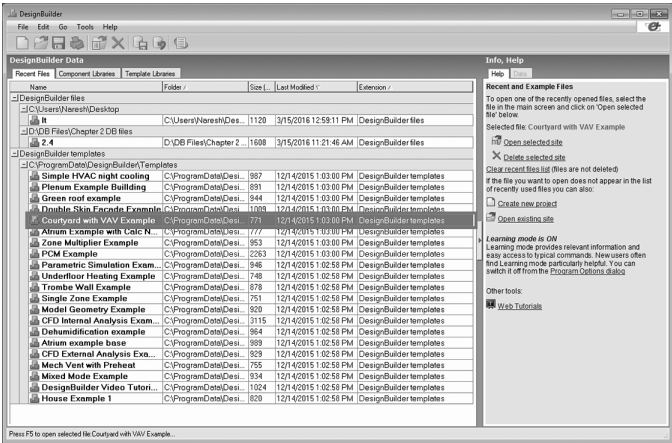 DesignBuilder
File Edit Go Tools Help
DesignBuilder Data
Recent Files Component Libraries Template Libraries
Name Folder Size (... Last Modified Extension
DesignBuilder files
C:\Users\Naresh\Desktop
It C:\Users\Naresh\Des... 1120 3/15/2016 12:59:11 PM DesignBuilder files
D:\DB Files\Chapter 2 DB files
2.4 D:\DB Files\Chapter 2 ... 1608 3/15/2016 11:21:46 AM DesignBuilder files
DesignBuilder templates
C:\ProgramData\DesignBuilder\Templates
Simple HVAC night cooling C:\ProgramData\Desi... 987 12/14/2015 1:03:00 PM DesignBuilder templates
Plenum Example Buillding C:\ProgramData\Desi... 891 12/14/2015 1:03:00 PM DesignBuilder templates
Green roof example C:\ProgramData\Desi... 944 12/14/2015 1:03:00 PM DesignBuilder templates
Double Skin Facade Example C:\ProgramData\Desi... 1009 12/14/2015 1:03:00 PM DesignBuilder templates
Courtyard with VAV Example C:\ProgramData\Desi... 771 12/14/2015 1:03:00 PM DesignBuilder templates
Atrium Example with Calc N... C:\ProgramData\Desi... 777 12/14/2015 1:03:00 PM DesignBuilder templates
Zone Multiplier Example C:\ProgramData\Desi... 953 12/14/2015 1:03:00 PM DesignBuilder templates
PCM Example C:\ProgramData\Desi... 2263 12/14/2015 1:03:00 PM DesignBuilder templates
Parametric Simulation Exam... C:\ProgramData\Desi... 946 12/14/2015 1:02:58 PM DesignBuilder templates
Underfloor Heating Example C:\ProgramData\Desi... 748 12/14/2015 1:02:58 PM DesignBuilder templates
Trombe Wall Example C:\ProgramData\Desi... 878 12/14/2015 1:02:58 PM DesignBuilder templates
Single Zone Example C:\ProgramData\Desi... 751 12/14/2015 1:02:58 PM DesignBuilder templates
Model Geometry Example C:\ProgramData\Desi... 920 12/14/2015 1:02:58 PM DesignBuilder templates
CFD Internal Analysis Exam... C:\ProgramData\Desi... 3115 12/14/2015 1:02:58 PM DesignBuilder templates
Dehumidification example C:\ProgramData\Desi... 964 12/14/2015 1:02:58 PM DesignBuilder templates
Atrium example base C:\ProgramData\Desi... 989 12/14/2015 1:02:58 PM DesignBuilder templates
CFD External Analysis Exa... C:\ProgramData\Desi... 929 12/14/2015 1:02:58 PM DesignBuilder templates
Mech Vent with Preheat C:\ProgramData\Desi... 755 12/14/2015 1:02:58 PM DesignBuilder templates
Mixed Mode Example C:\ProgramData\Desi... 934 12/14/2015 1:02:58 PM DesignBuilder templates
DesignBuilder Video Tutori... C:\ProgramData\Desi... 1024 12/14/2015 1:02:58 PM DesignBuilder templates
House Example 1 C:\ProgramData\Desi... 820 12/14/2015 1:02:58 PM DesignBuilder templates
Info, Help
Help Data
Recent and Example Files
To open one of the recently opened files, select the
file in the main screen and click on 'Open selected
file' below.
Selected file: Courtyard with VAV Example
Open selected site
Delete selected site
Clear recent files list (files are not deleted)
If the file you want to open does not appear in the list
of recently used files you can also:
Create new project
Open existing site
Learning mode is ON
Learning mode provides relevant information and
easy access to typical commands. New users often
find Learning mode particularly helpful. You can
switch it off from the Program Options dialog
Other tools:
Web Tutorials
Press F5 to open selected file:Courtyard with VAV Example...